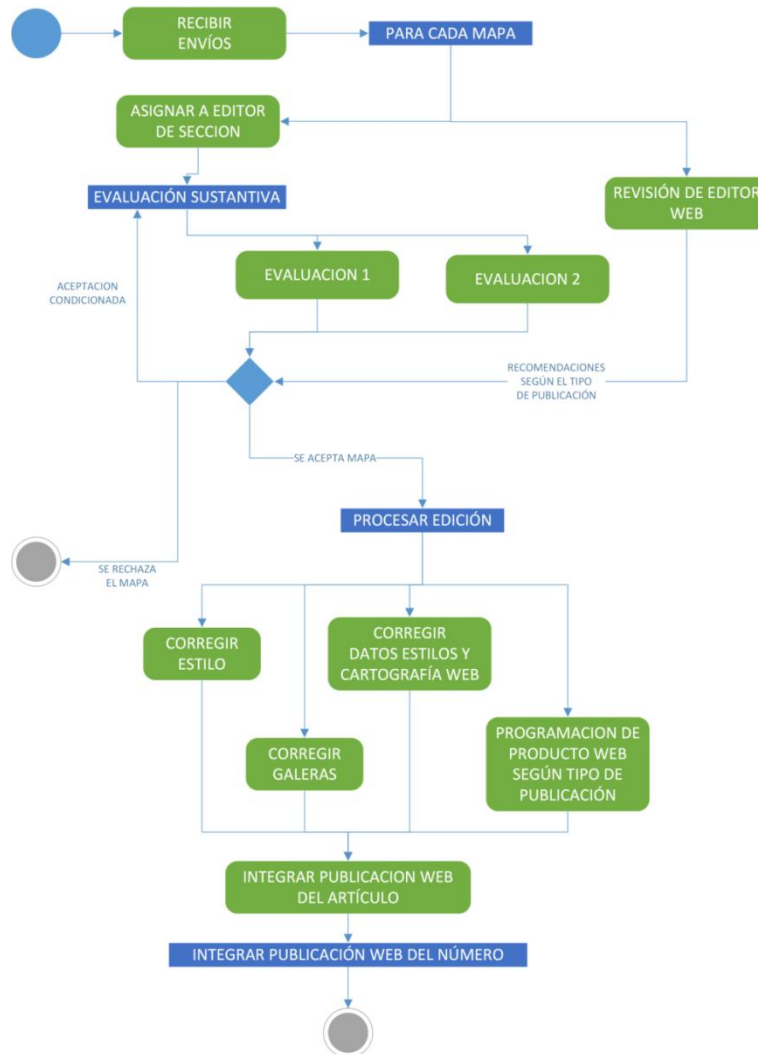 RECIBIR
ENVÍOS
PARA CADA MAPA
ASIGNAR A EDITOR
DE SECCION
EVALUACIÓN SUSTANTIVA
REVISIÓN DE EDITOR
WEB
EVALUACION 1
EVALUACION 2
ACEPTACION
CONDICIONADA
RECOMENDACIONES
SEGÚN EL TIPO
DE PUBLICACIÓN
SE ACEPTA MAPA
PROCESAR EDICIÓN
SE RECHAZA
EL MAPA
CORREGIR
ESTILO
CORREGIR
DATOS ESTILOS Y
CARTOGRAFÍA WEB
CORREGIR
GALERAS
PROGRAMACION DE
PRODUCTO WEB
SEGÚN TIPO DE
PUBLICACIÓN
INTEGRAR PUBLICACION WEB
DEL ARTÍCULO
INTEGRAR PUBLICACIÓN WEB DEL NÚMERO